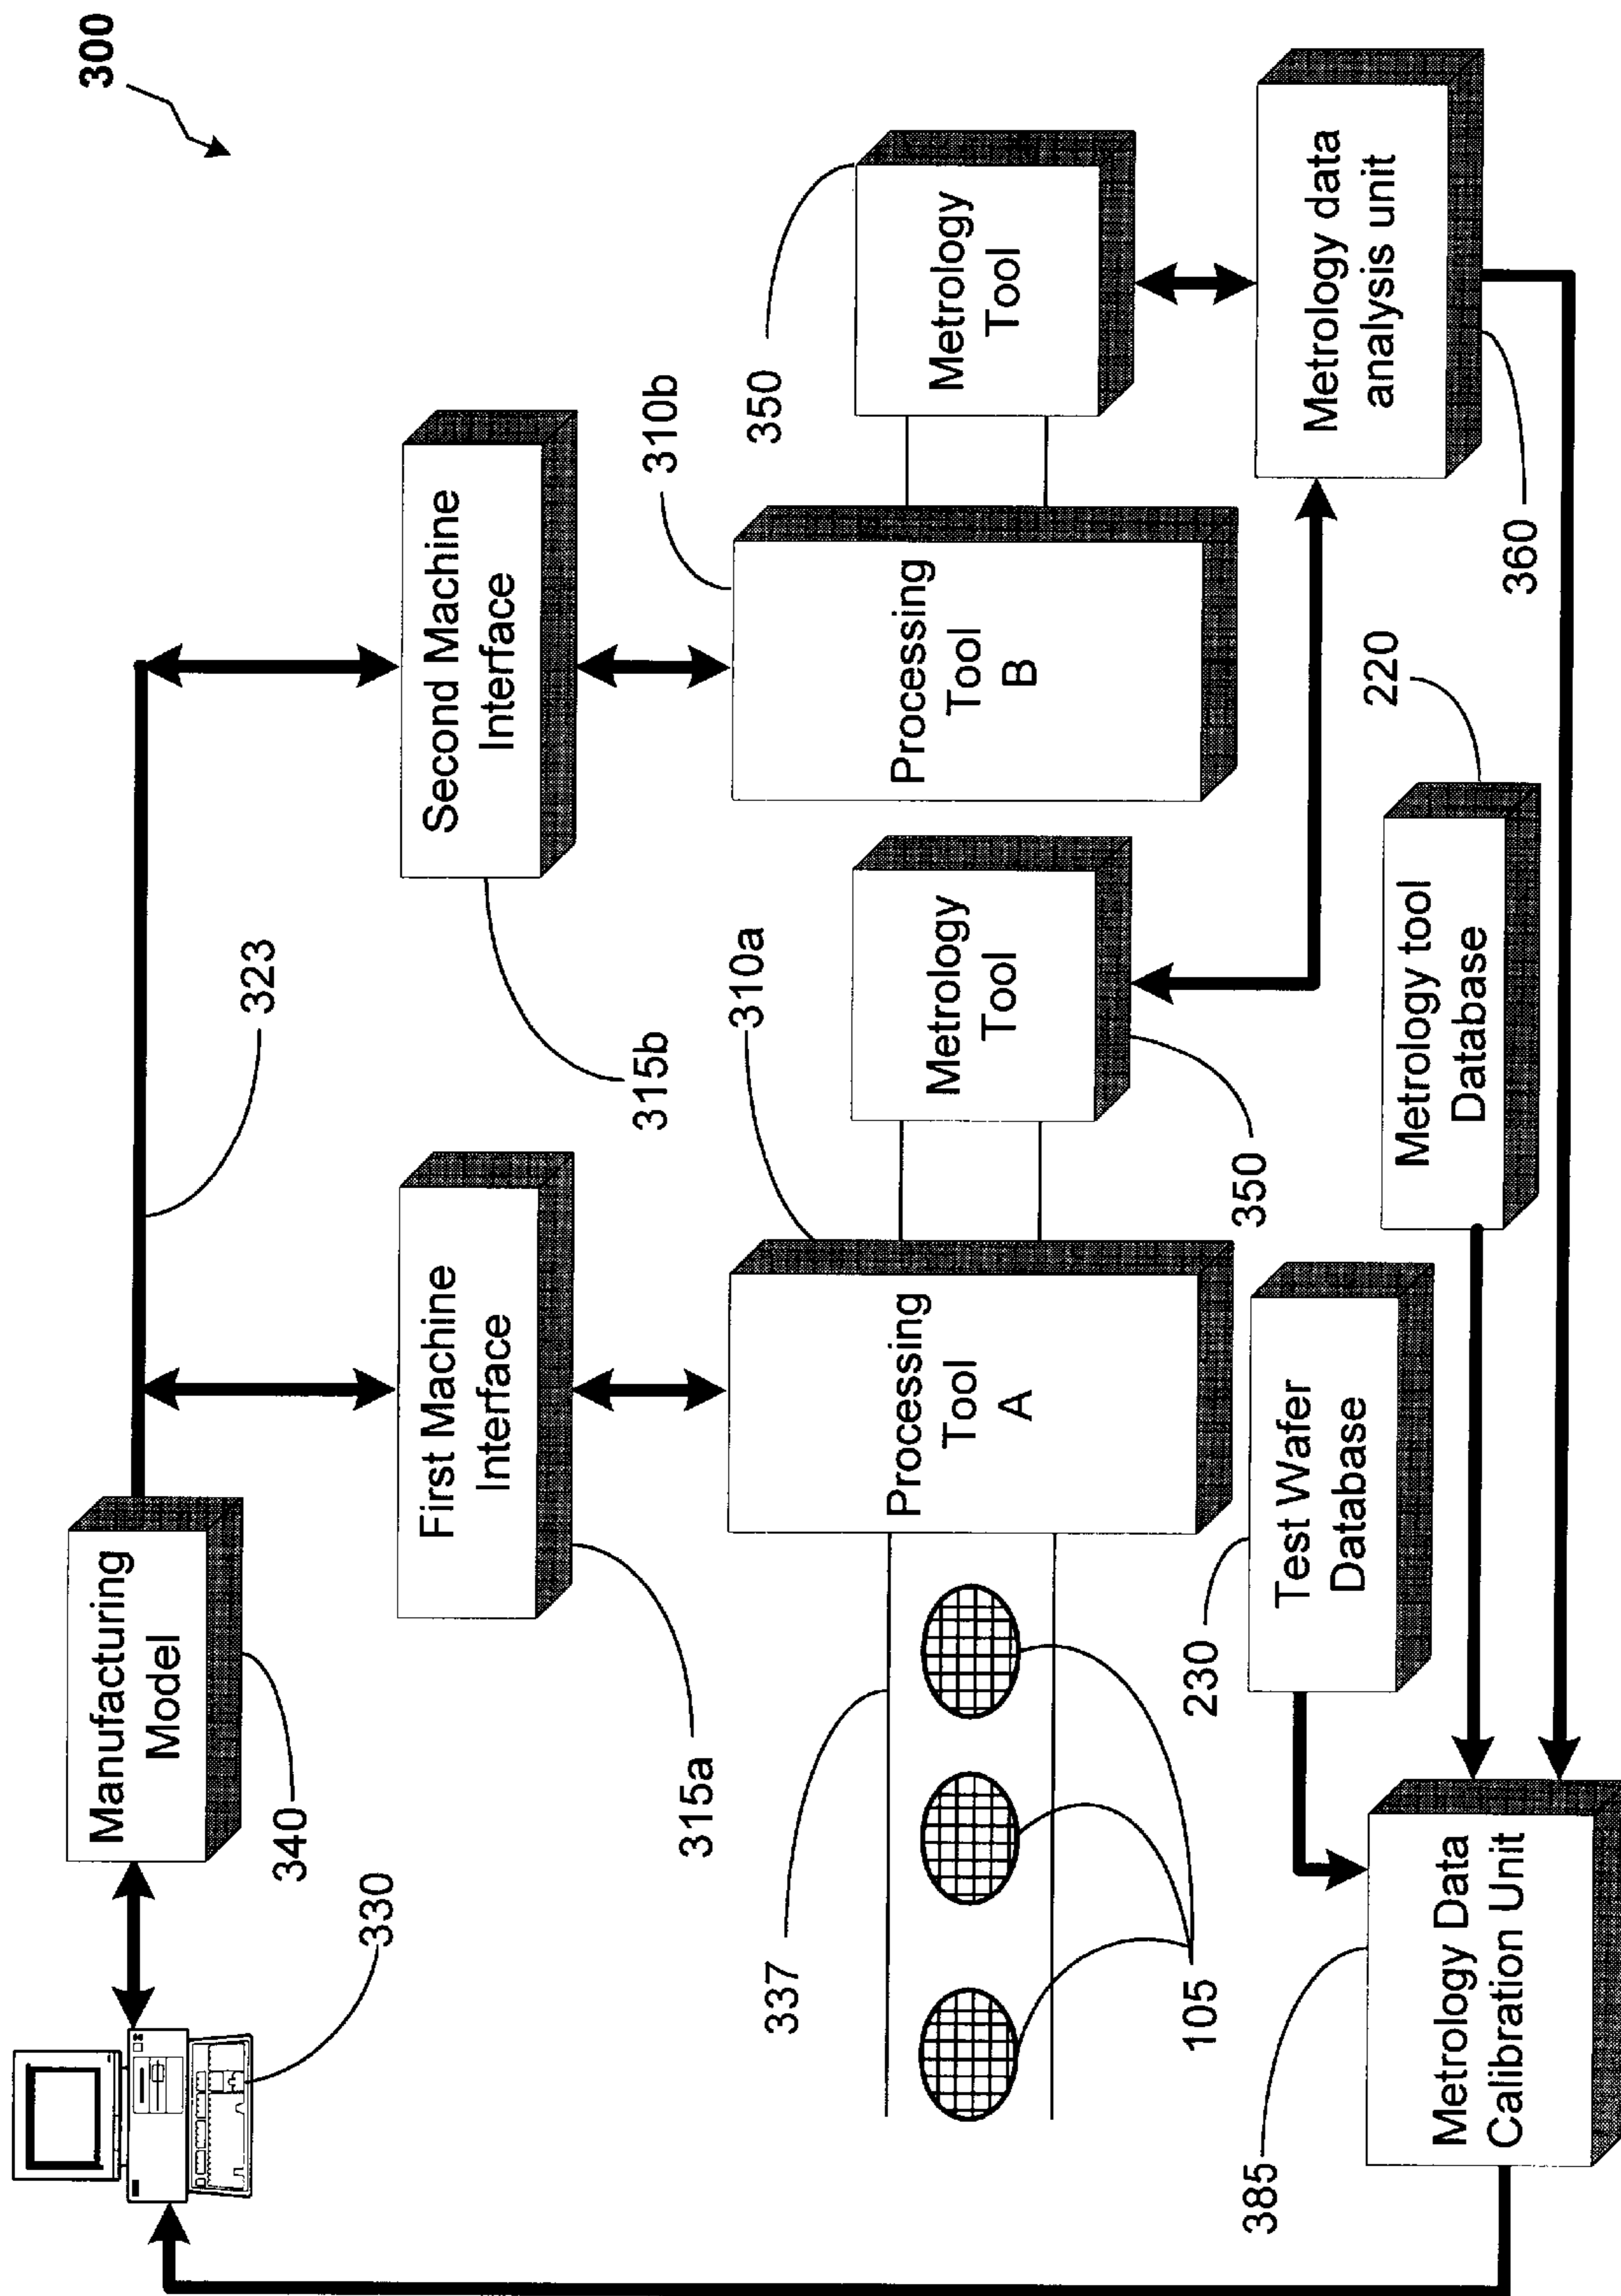 300
Manufacturing
Model
340
330
323
First Machine
Interface
315a
Second Machine
Interface
315b
337
105
Processing
Tool
A
310a
Metrology
Tool
350
Processing
Tool
B
310b
Metrology
Tool
350
Metrology data
analysis unit
360
Metrology tool
Database
220
Test Wafer
Database
230
Metrology Data
Calibration Unit
385